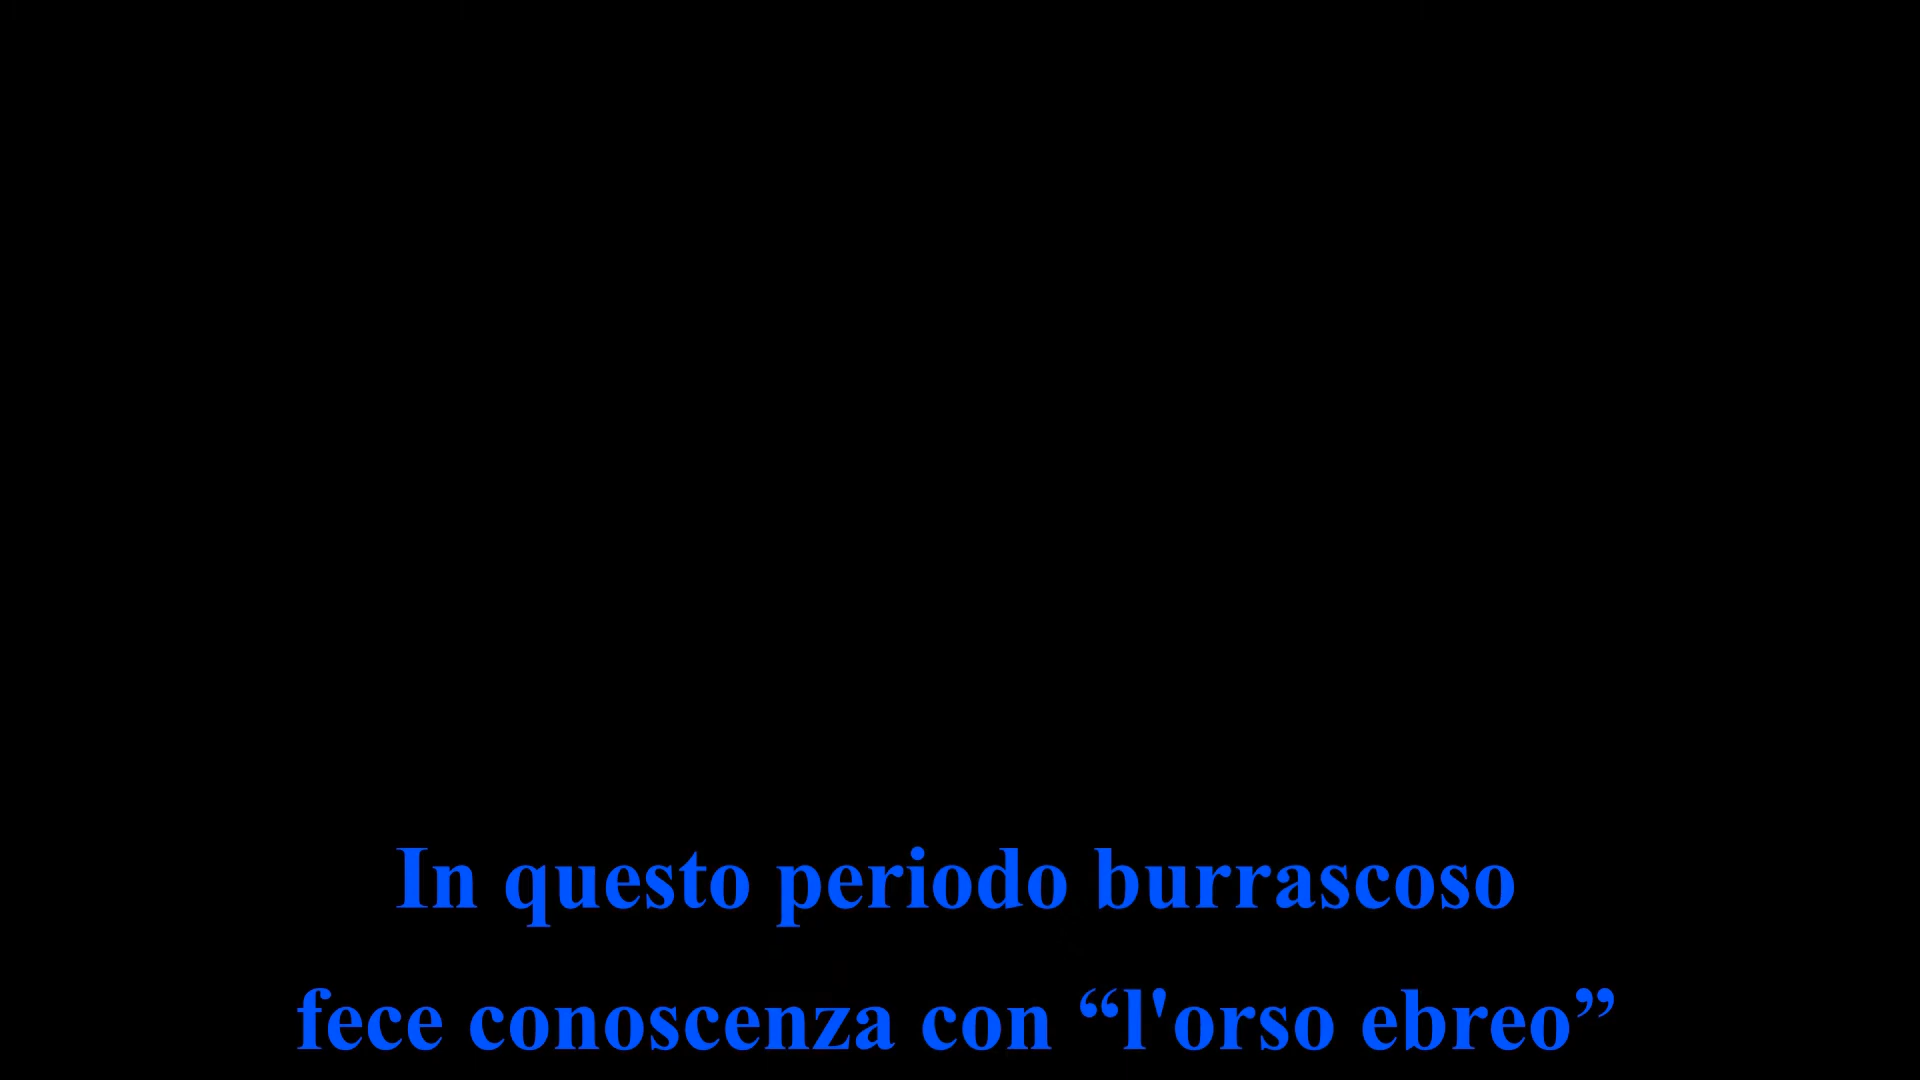 In questo periodo burrascoso
fece conoscenza con “l'orso ebreo”